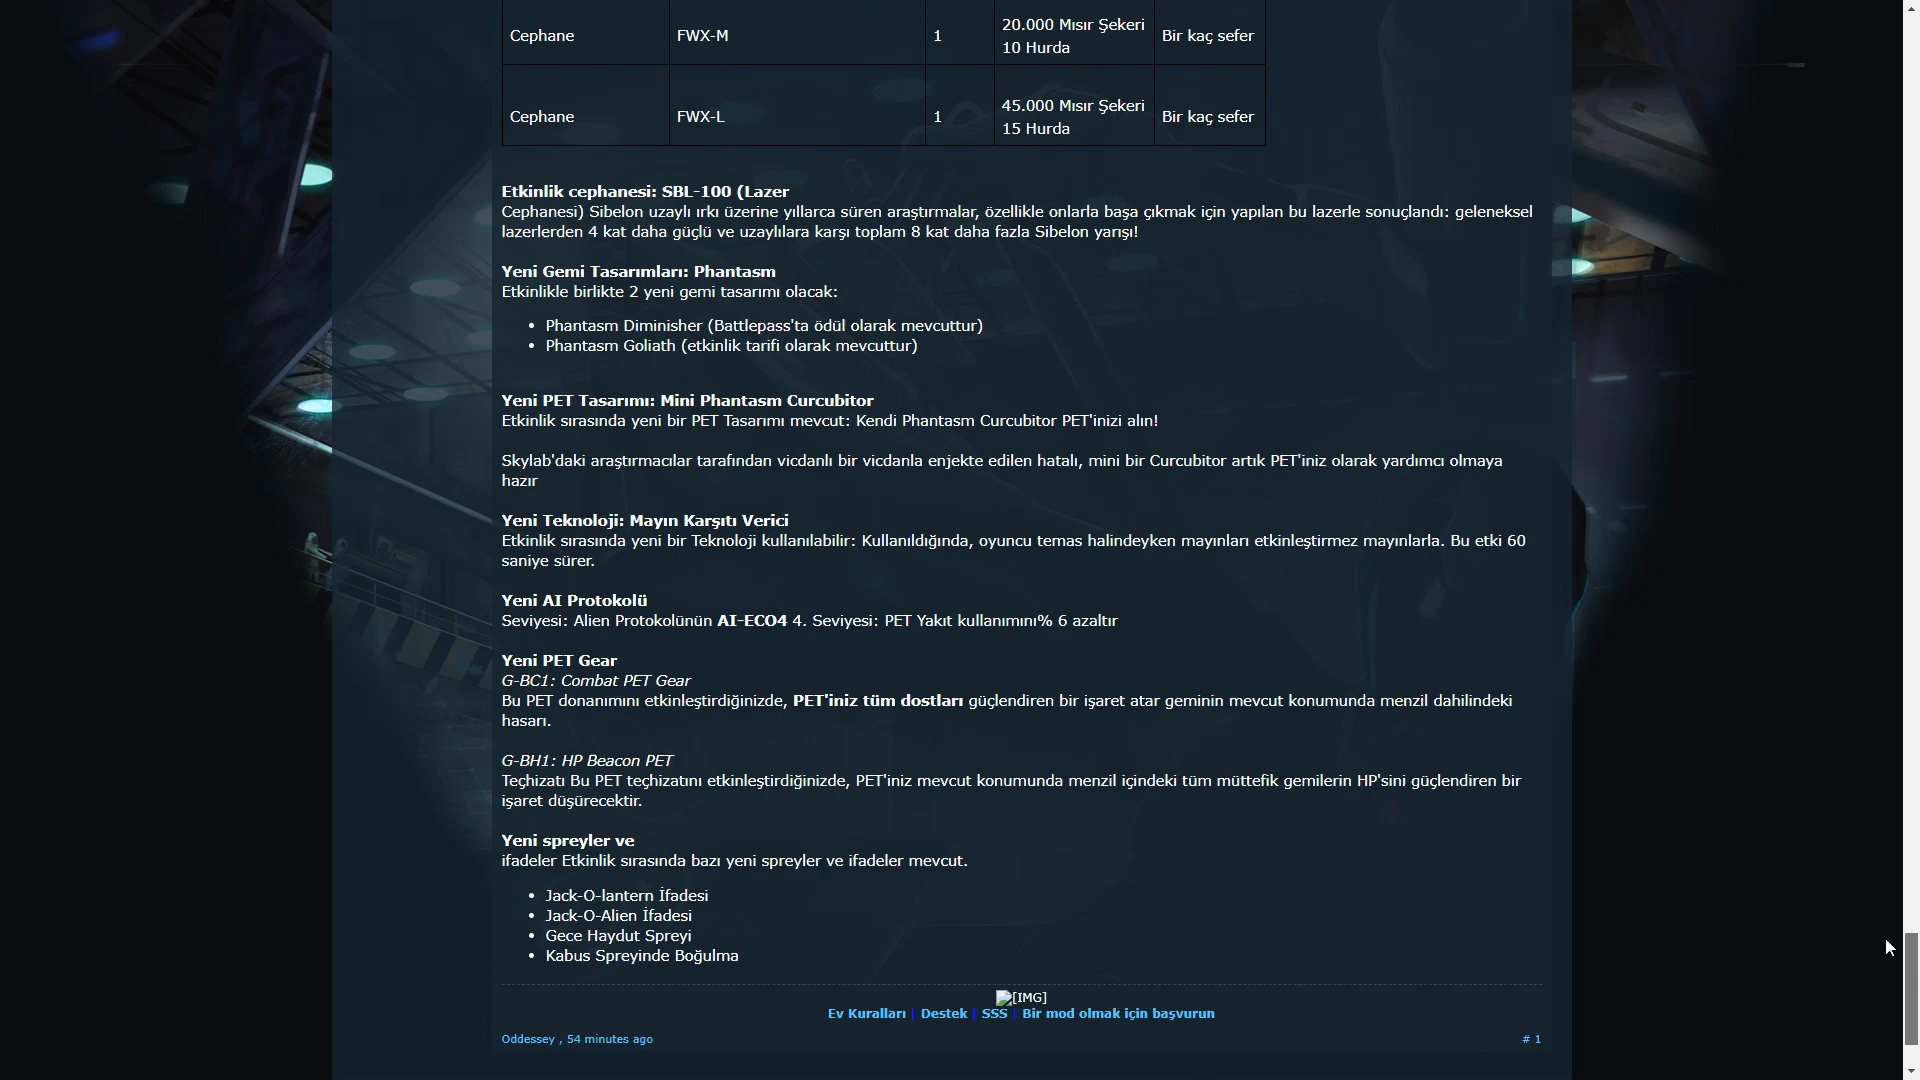 Cephane FWX-M 1 20.000 Mısır Şekeri Bir kaç sefer
10 Hurda
Cephane FWX-L 1 45.000 Mısır Şekeri Bir kaç sefer
15 Hurda
Etkinlik cephanesi: SBL-100 (Lazer
Cephanesi) Sibelon uzaylı ırkı üzerine yıllarca süren araştırmalar, özellikle onlarla başa çıkmak için yapılan bu lazerle sonuçlandı: geleneksel
lazerlerden 4 kat daha güçlü ve uzaylılara karşı toplam 8 kat daha fazla Sibelon yarışı!
Yeni Gemi Tasarımları: Phantasm
Etkinlikle birlikte 2 yeni gemi tasarımı olacak:
• Phantasm Diminisher (Battlepass'ta ödül olarak mevcuttur)
• Phantasm Goliath (etkinlik tarifi olarak mevcuttur)
Yeni PET Tasarımı: Mini Phantasm Curcubitor
Etkinlik sırasında yeni bir PET Tasarımı mevcut: Kendi Phantasm Curcubitor PET'inizi alın!
Skylab'daki araştırmacılar tarafından vicdanlı bir vicdanla enjekte edilen hatalı, mini bir Curcubitor artık PET'iniz olarak yardımcı olmaya
hazır
Yeni Teknoloji: Mayın Karşıtı Verici
Etkinlik sırasında yeni bir Teknoloji kullanılabilir: Kullanıldığında, oyuncu temas halindeyken mayınları etkinleştirmez mayınlarla. Bu etki 60
saniye sürer.
Yeni AI Protokolü
Seviyesi: Alien Protokolünün AI-ECO4 4. Seviyesi: PET Yakıt kullanımını% 6 azaltır
Yeni PET Gear
G-BC1: Combat PET Gear
Bu PET donanımını etkinleştirdiğinizde, PET'iniz tüm dostları güçlendiren bir işaret atar geminin mevcut konumunda menzil dahilindeki
hasarı.
G-BH1: HP Beacon PET
Teçhizatı Bu PET teçhizatını etkinleştirdiğinizde, PET'iniz mevcut konumunda menzil içindeki tüm müttefik gemilerin HP'sini güçlendiren bir
işaret düşürecektir.
Yeni spreyler ve
ifadeler Etkinlik sırasında bazı yeni spreyler ve ifadeler mevcut.
• Jack-O-lantern İfadesi
• Jack-O-Alien İfadesi
• Gece Haydut Spreyi
• Kabus Spreyinde Boğulma
[IMG]
Ev Kuralları | Destek | SSS | Bir mod olmak için başvurun
Oddessey , 54 minutes ago # 1